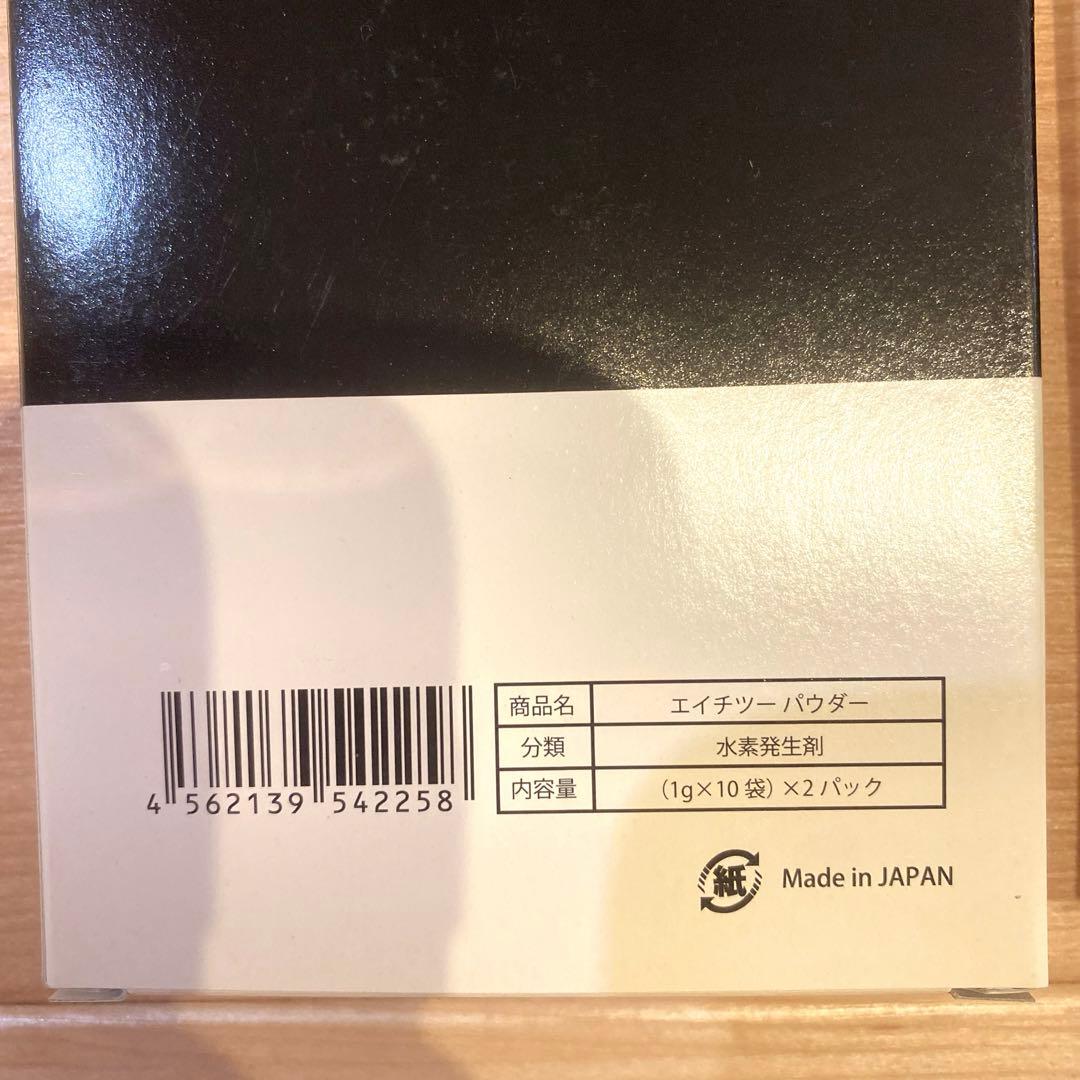 商品名 エイチツー パウダー
分類 水素発生剤
内容量 (1g×10 袋) ×2 パック
4 562139 542258
紙 Made in JAPAN